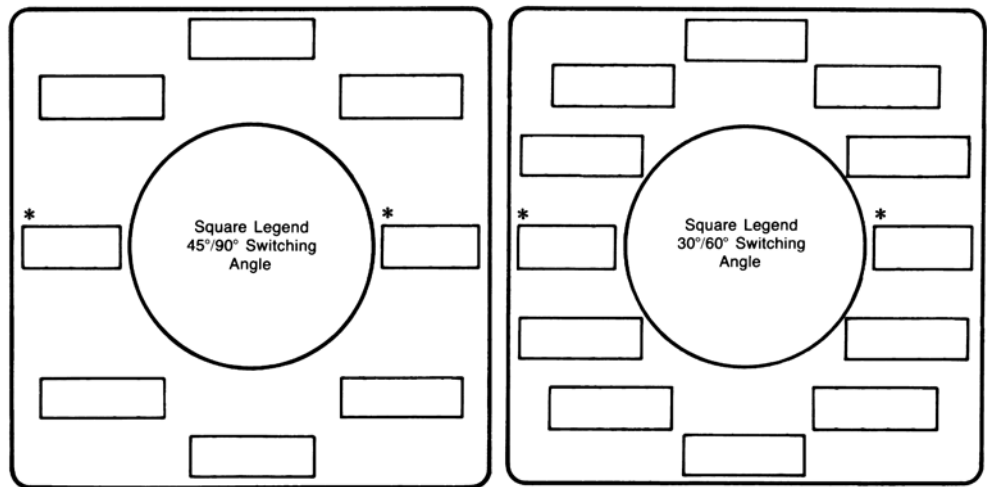 *
*
Square Legend
45°/90° Switching
Angle
*
*
Square Legend
30°/60° Switching
Angle